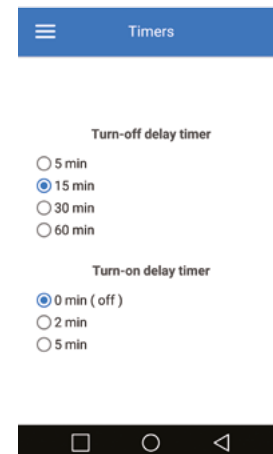 Timers
Turn-off delay timer
5 min
15 min
30 min
60 min
Turn-on delay timer
0 min ( off )
2 min
5 min